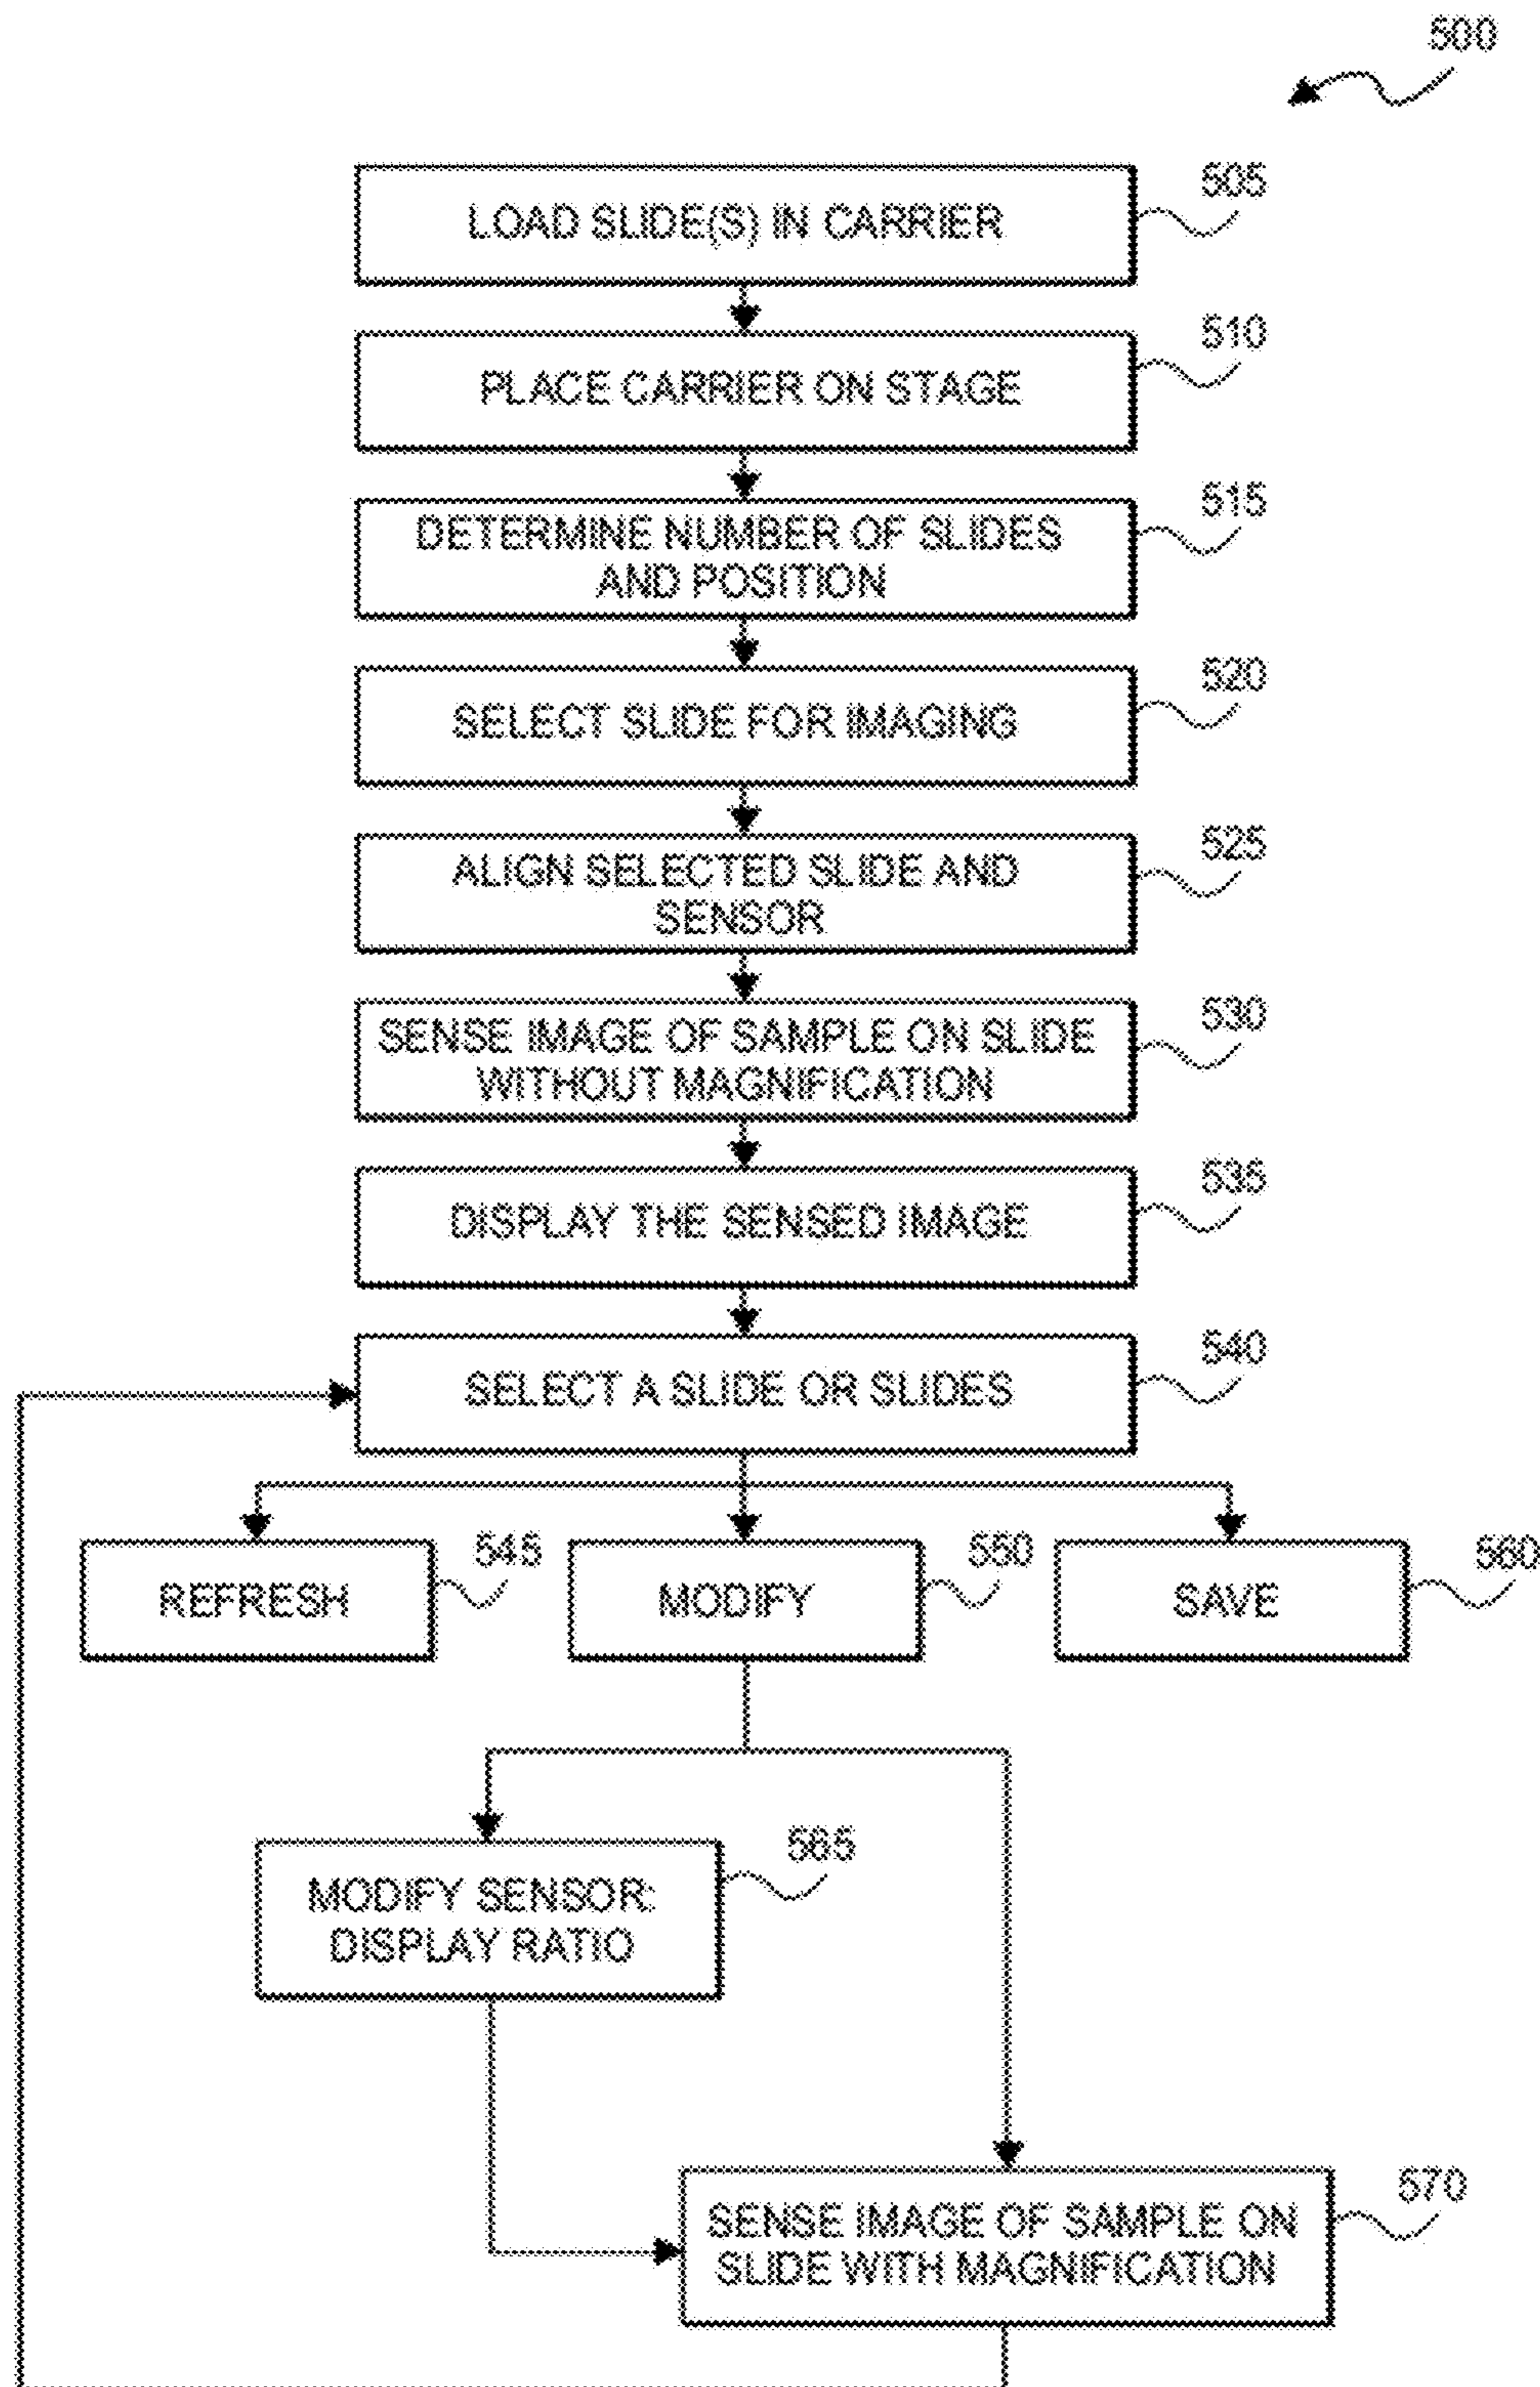 500
LOAD SLIDE(S) IN CARRIER
505
PLACE CARRIER ON STAGE
510
DETERMINE NUMBER OF SLIDES
AND POSITION
515
SELECT SLIDE FOR IMAGING
520
ALIGN SELECTED SLIDE AND
SENSOR
525
SENSE IMAGE OF SAMPLE ON SLIDE
WITHOUT MAGNIFICATION
530
DISPLAY THE SENSED IMAGE
535
SELECT A SLIDE OR SLIDES
540
REFRESH
545
MODIFY
550
SAVE
560
MODIFY SENSOR:
DISPLAY RATIO
565
SENSE IMAGE OF SAMPLE ON
SLIDE WITH MAGNIFICATION
570